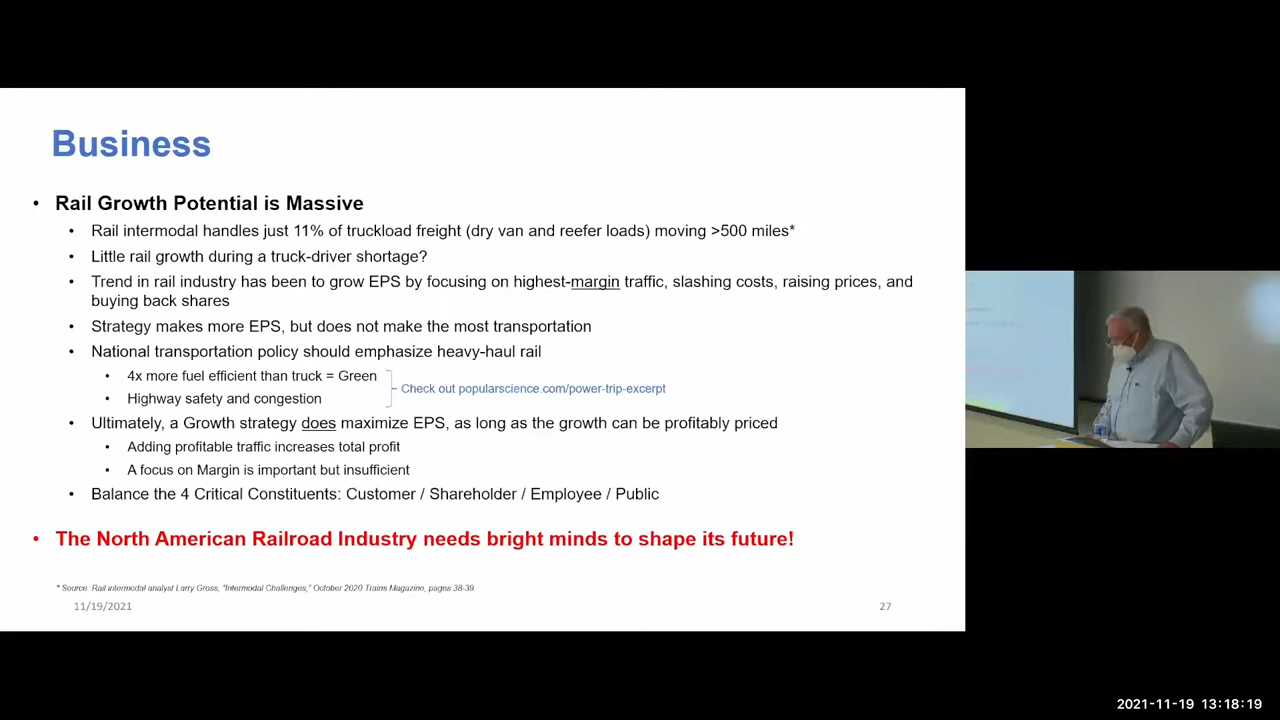 Business
• Rail Growth Potential is Massive
• Rail intermodal handles just 11% of truckload freight (dry van and reefer loads) moving >500 miles*
• Little rail growth during a truck-driver shortage?
• Trend in rail industry has been to grow EPS by focusing on highest-margin traffic, slashing costs, raising prices, and
buying back shares
• Strategy makes more EPS, but does not make the most transportation
• National transportation policy should emphasize heavy-haul rail
• 4x more fuel efficient than truck = Green
• Highway safety and congestion
Check out popularscience.com/power-trip-excerpt
• Ultimately, a Growth strategy does maximize EPS, as long as the growth can be profitably priced
• Adding profitable traffic increases total profit
• A focus on Margin is important but insufficient
• Balance the 4 Critical Constituents: Customer / Shareholder / Employee / Public
• The North American Railroad Industry needs bright minds to shape its future!
* Source: Rail intermodal analyst Larry Gross, "Intermodal Challenges," October 2020 Trains Magazine, pages 38-39.
11/19/2021
27
2021-11-19 13:18:19